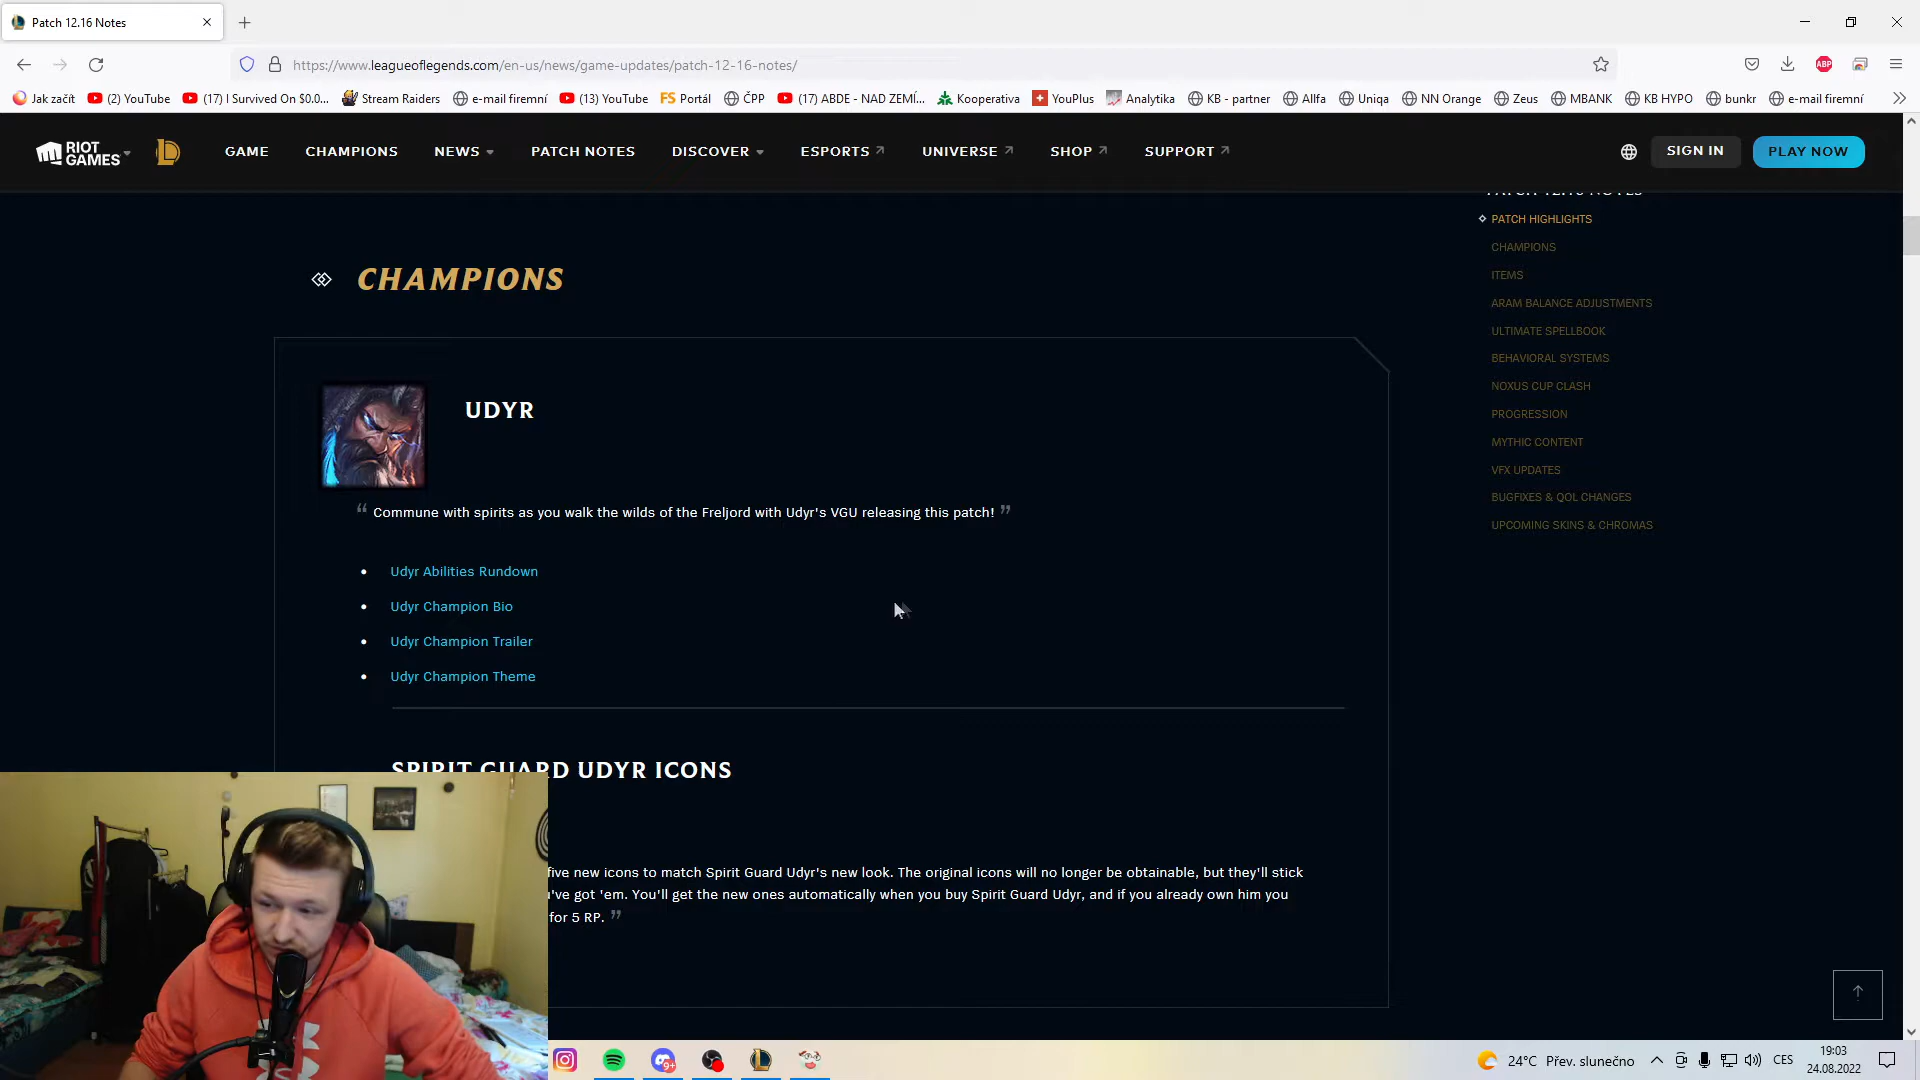 Patch 12.16 Notes
https://www.leagueoflegends.com/en-us/news/game-updates/patch-12-16-notes/
ABP
Jak začít
(2) YouTube
(17) I Survived On $0.0...
Stream Raiders
e-mail firemní
(13) YouTube
FS Portál
ČPP
(17) ABDE - NAD ZEMÍ...
Kooperativa
YouPlus
Analytika
KB - partner
Allfa
Uniqa
NN Orange
Zeus
MBANK
KB HYPO
bunkr
e-mail firemní
RIOT GAMES
GAME
CHAMPIONS
NEWS
PATCH NOTES
DISCOVER
ESPORTS
UNIVERSE
SHOP
SUPPORT
SIGN IN
PLAY NOW
PATCH 12.16 NOTES
PATCH HIGHLIGHTS
CHAMPIONS
ITEMS
ARAM BALANCE ADJUSTMENTS
ULTIMATE SPELLBOOK
BEHAVIORAL SYSTEMS
NOXUS CUP CLASH
PROGRESSION
MYTHIC CONTENT
VFX UPDATES
BUGFIXES & QOL CHANGES
UPCOMING SKINS & CHROMAS
CHAMPIONS
UDYR
“ Commune with spirits as you walk the wilds of the Freljord with Udyr's VGU releasing this patch! ”
• Udyr Abilities Rundown
• Udyr Champion Bio
• Udyr Champion Trailer
• Udyr Champion Theme
SPIRIT GUARD UDYR ICONS
five new icons to match Spirit Guard Udyr's new look. The original icons will no longer be obtainable, but they'll stick
u've got 'em. You'll get the new ones automatically when you buy Spirit Guard Udyr, and if you already own him you
for 5 RP. ”
9+
24°C Přev. slunečno
CES
19:03
24.08.2022